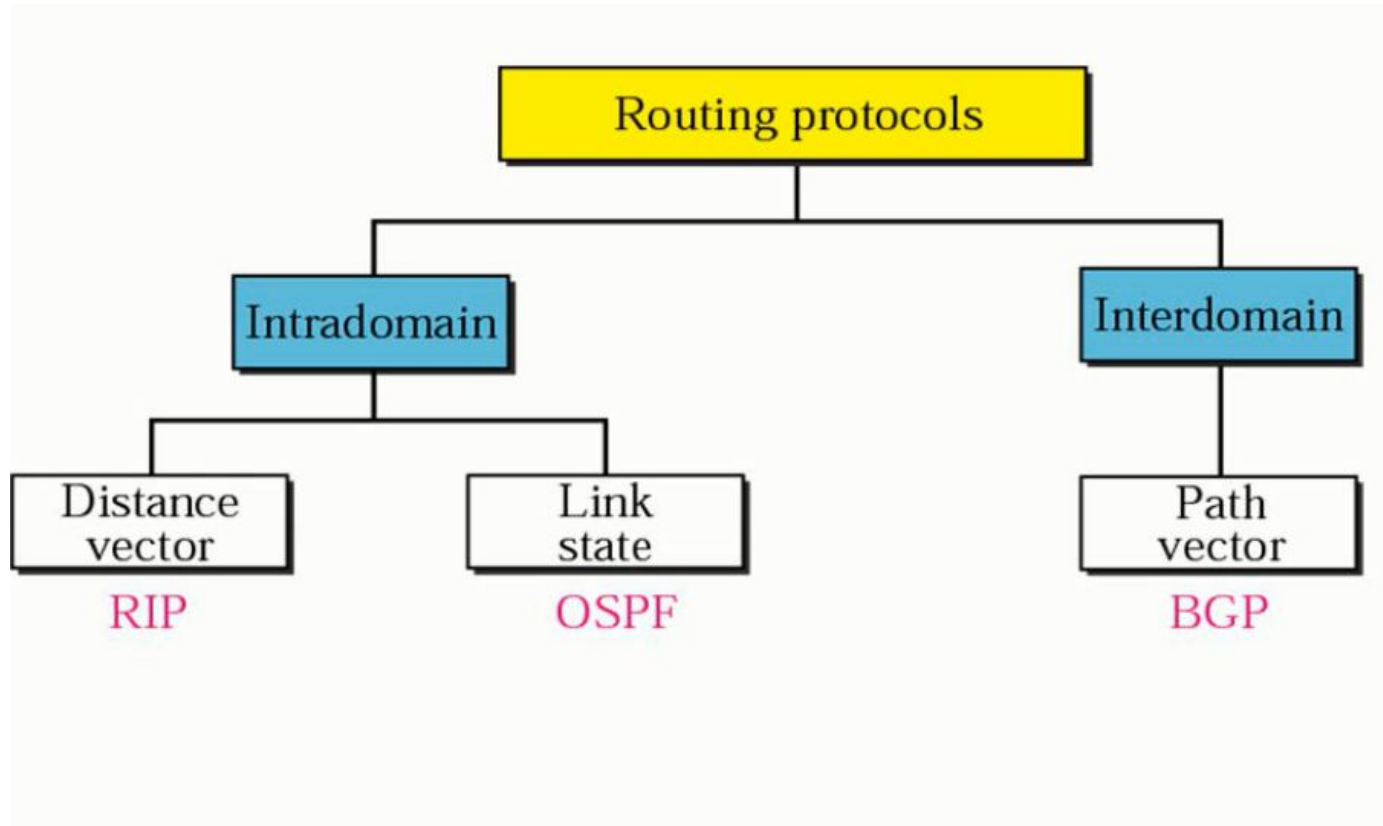 Routing protocols
Intradomain
Interdomain
Distance
vector
Link
state
Path
vector
RIP
OSPF
BGP